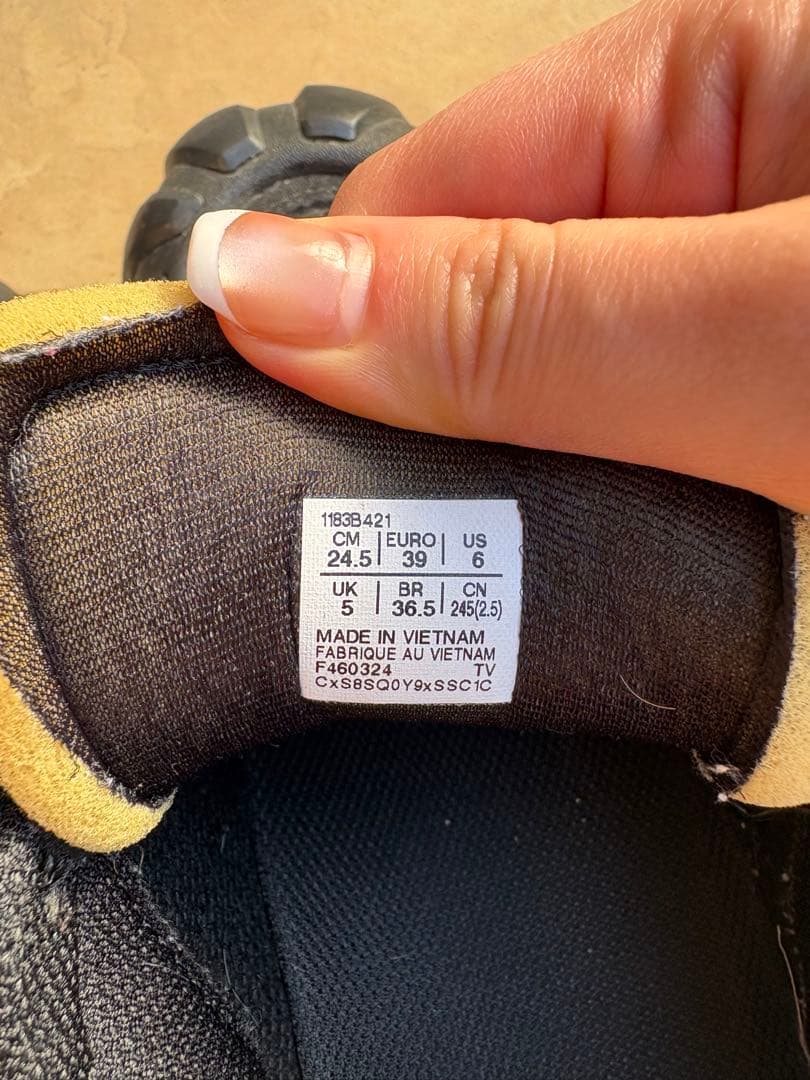 1183B421
CM | EURO | US
24.5 | 39 | 6
UK | BR | CN
5 | 36.5 | 245(2.5)
MADE IN VIETNAM
FABRIQUE AU VIETNAM
F460324 TV
CxS8SQ0Y9xSSC1C